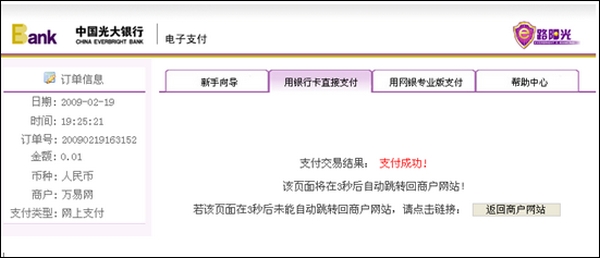 Bank 中国光大银行 CHINA EVERBRIGHT BANK 电子支付
e路阳光
订单信息
日期: 2009-02-19
时间: 19:25:21
订单号: 20090219163152
金额: 0.01
币种: 人民币
商户: 万易网
支付类型: 网上支付
新手向导 用银行卡直接支付 用网银专业版支付 帮助中心
支付交易结果: 支付成功!
该页面将在3秒后自动跳转回商户网站!
若该页面在3秒后未能自动跳转回商户网站,请点击链接: 返回商户网站